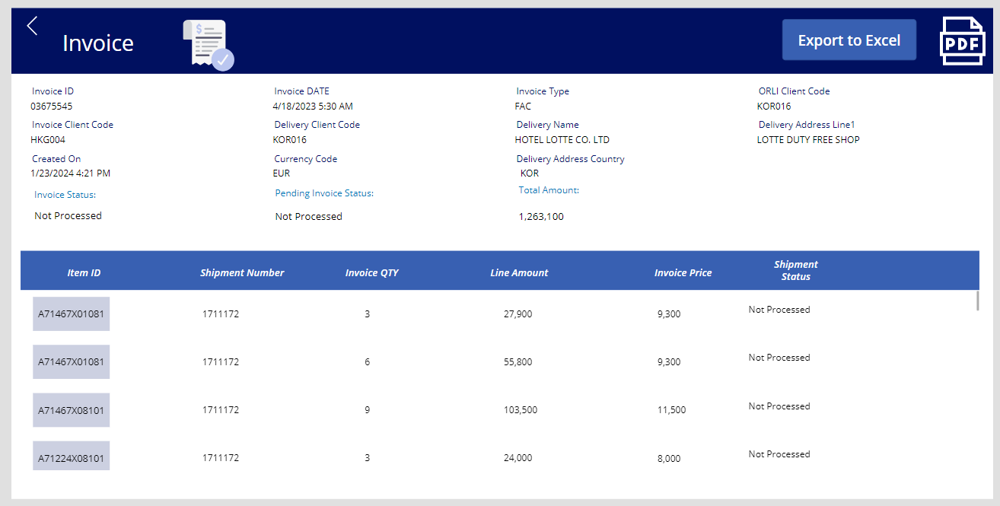 Invoice
Export to Excel
PDF
Invoice ID Invoice DATE Invoice Type ORLI Client Code
03675545 4/18/2023 5:30 AM FAC KOR016
Invoice Client Code Delivery Client Code Delivery Name Delivery Address Line1
HKG004 KOR016 HOTEL LOTTE CO. LTD LOTTE DUTY FREE SHOP
Created On Currency Code Delivery Address Country
1/23/2024 4:21 PM EUR KOR
Invoice Status: Pending Invoice Status: Total Amount:
Not Processed Not Processed 1,263,100
Item ID Shipment Number Invoice QTY Line Amount Invoice Price Shipment
Status
A71467X01081 1711172 3 27,900 9,300 Not Processed
A71467X01081 1711172 6 55,800 9,300 Not Processed
A71467X08101 1711172 9 103,500 11,500 Not Processed
A71224X08101 1711172 3 24,000 8,000 Not Processed